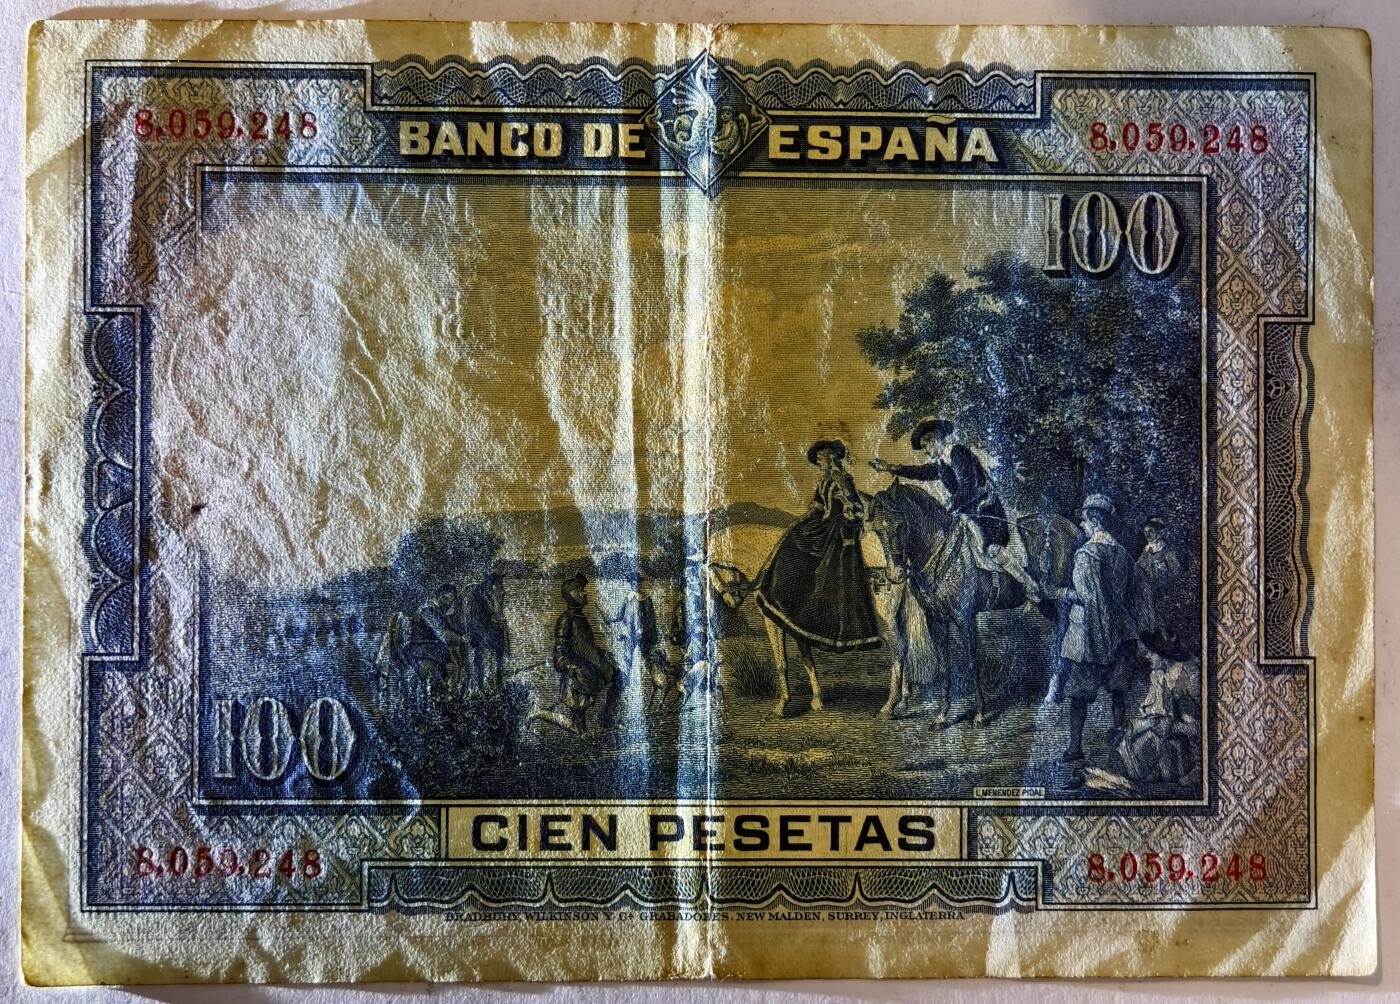 8.059.248
8.059.248
BANCO DE ESPAÑA
100
100
L. MENENDEZ PIDAL
CIEN PESETAS
8.059.248
8.059.248
BRADBURY, WILKINSON Y Cª GRABADORES. NEW MALDEN, SURREY, INGLATERRA